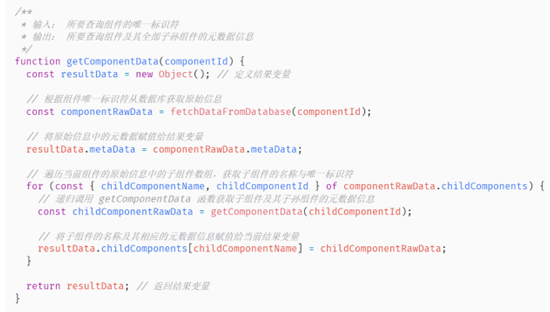 /**
 * 输入： 所要查询组件的唯一标识符
 * 输出： 所要查询组件及其全部子孙组件的元数据信息
 */
function getComponentData(componentId) {
  const resultData = new Object(); // 定义结果变量

  // 根据组件唯一标识符从数据库获取原始信息
  const componentRawData = fetchDataFromDatabase(componentId);

  // 将原始信息中的元数据赋值给结果变量
  resultData.metaData = componentRawData.metaData;

  // 遍历当前组件的原始信息中的子组件数组，获取子组件的名称与唯一标识符
  for (const { childComponentName, childComponentId } of componentRawData.childComponents) {
    // 递归调用 getComponentData 函数获取子组件及其子孙组件的元数据信息
    const childComponentRawData = getComponentData(childComponentId);

    // 将子组件的名称及其相应的元数据信息赋值给当前结果变量
    resultData.childComponents[childComponentName] = childComponentRawData;
  }

  return resultData; // 返回结果变量
}